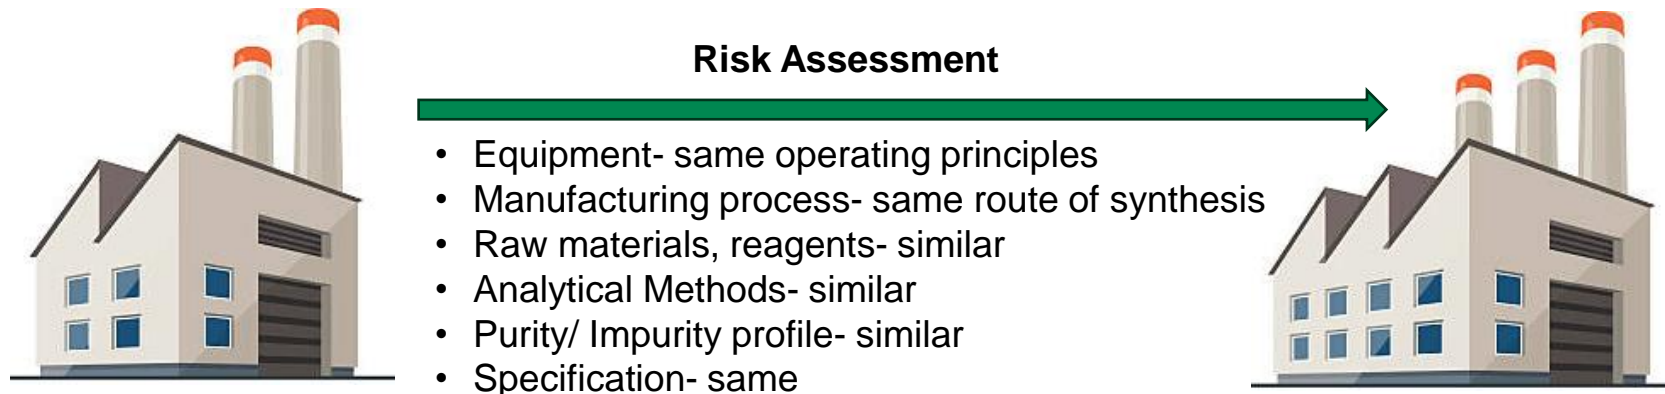 Risk Assessment
• Equipment- same operating principles
• Manufacturing process- same route of synthesis
• Raw materials, reagents- similar
• Analytical Methods- similar
• Purity/ Impurity profile- similar
• Specification- same